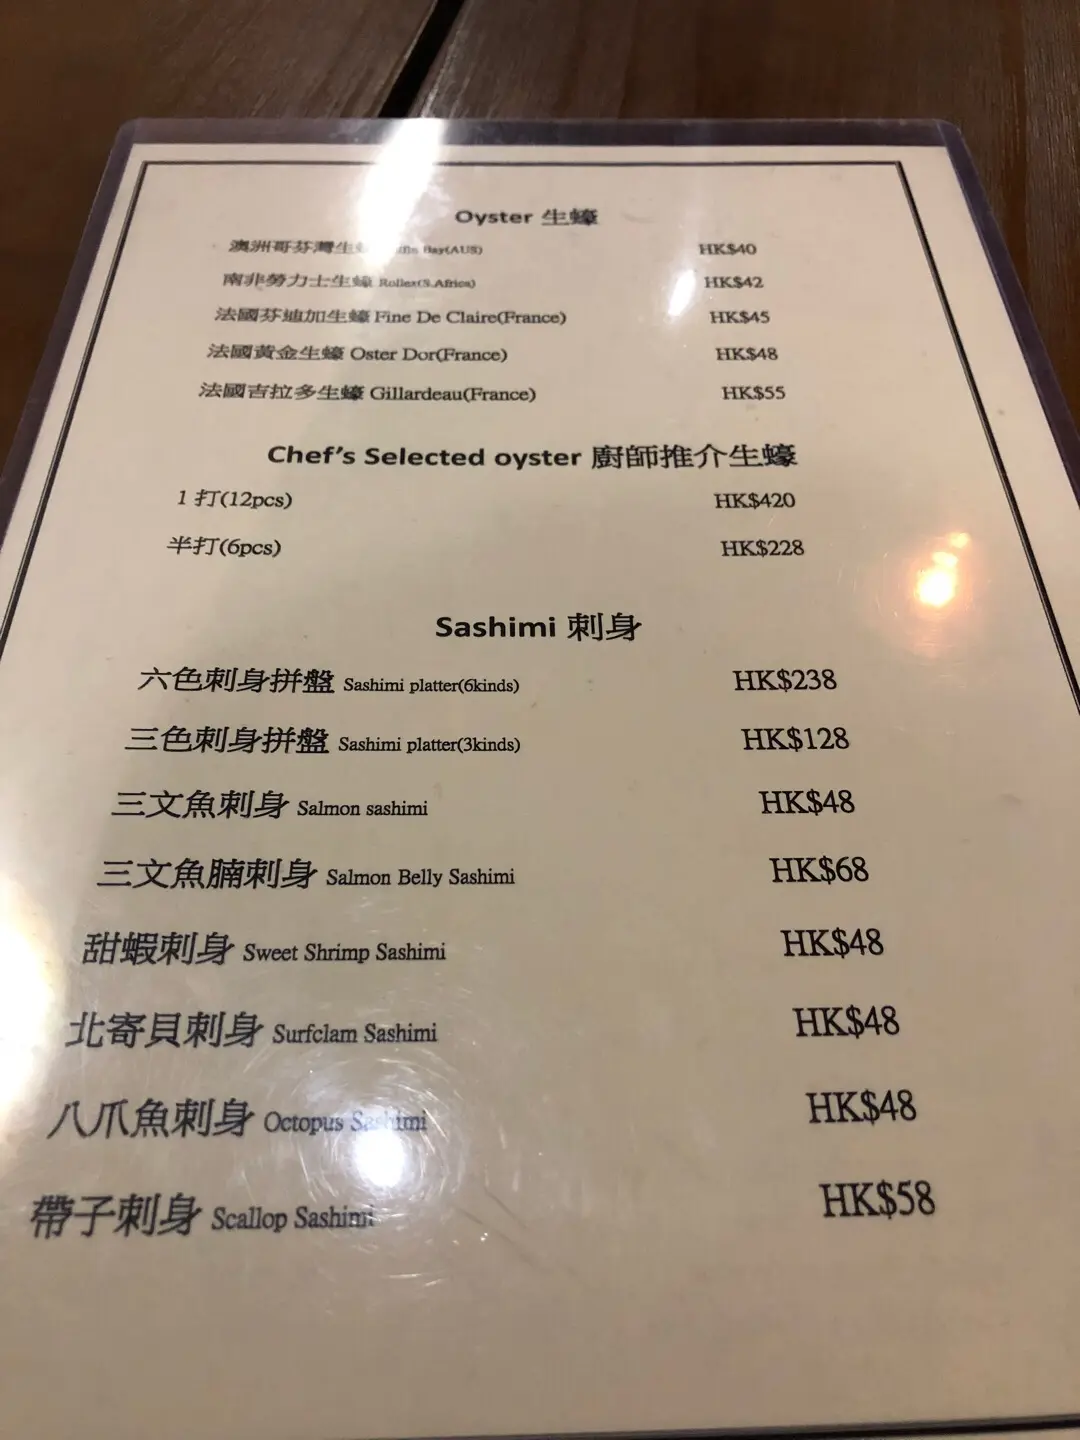 Oyster 生蠔
澳洲哥芬灣生蠔 Bay(AUS) HK$40
南非勞力士生蠔 Rollex(S.Africa) HK$42
法國芬迪加生蠔 Fine De Claire(France) HK$45
法國黃金生蠔 Oster Dor(France) HK$48
法國吉拉多生蠔 Gillardeau(France) HK$55
Chef's Selected oyster 廚師推介生蠔
1 打(12pcs) HK$420
半打(6pcs) HK$228
Sashimi 刺身
六色刺身拼盤 Sashimi platter(6kinds) HK$238
三色刺身拼盤 Sashimi platter(3kinds) HK$128
三文魚刺身 Salmon sashimi HK$48
三文魚腩刺身 Salmon Belly Sashimi HK$68
甜蝦刺身 Sweet Shrimp Sashimi HK$48
北寄貝刺身 Surfclam Sashimi HK$48
八爪魚刺身 Octopus Sashimi HK$48
帶子刺身 Scallop Sashimi HK$58